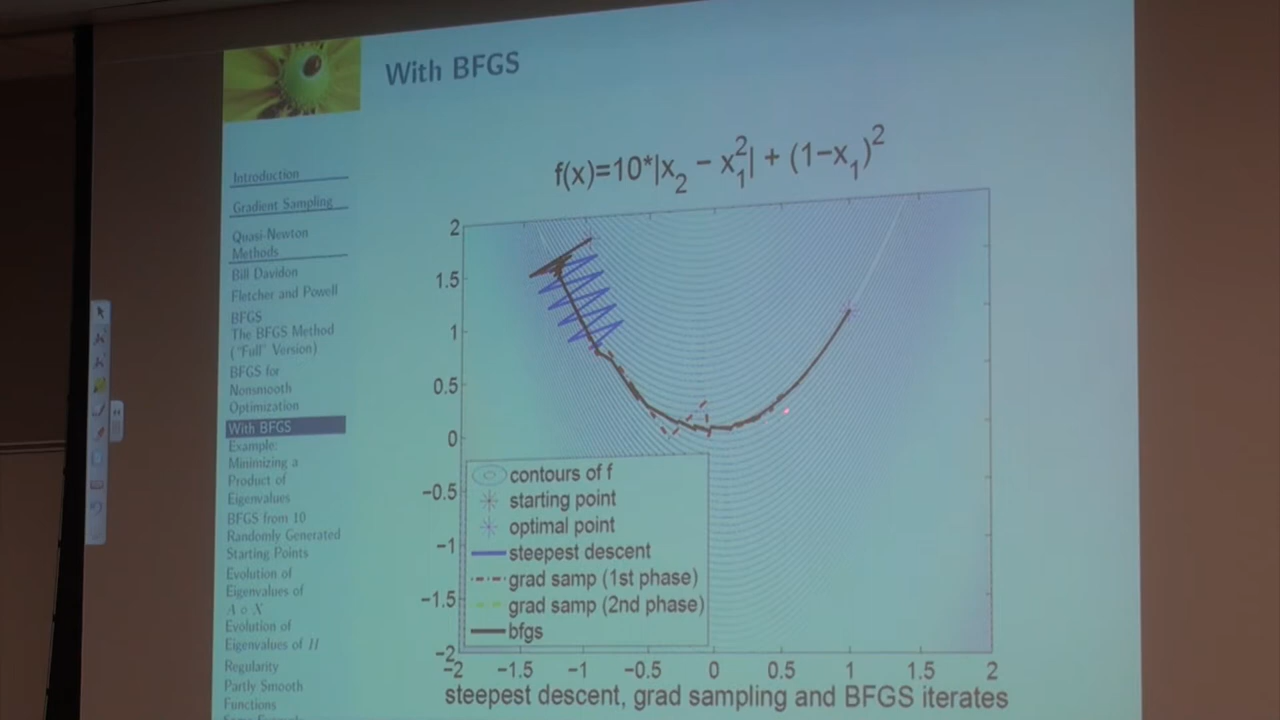 With BFGS
f(x)=10*|x₂ − x₁²| + (1−x₁)²
Introduction
Gradient Sampling
Quasi-Newton
Methods
Bill Davidon
Fletcher and Powell
BFGS
The BFGS Method
("Full" Version)
BFGS for
Nonsmooth
Optimization
With BFGS
Example:
Minimizing a
Product of
Eigenvalues
BFGS from 10
Randomly Generated
Starting Points
Evolution of
Eigenvalues of
A o X
Evolution of
Eigenvalues of H
Regularity
Partly Smooth
Functions
2
1.5
1
0.5
0
−0.5
−1
−1.5
−2
contours of f
starting point
optimal point
steepest descent
grad samp (1st phase)
grad samp (2nd phase)
bfgs
−2 −1.5 −1 −0.5 0 0.5 1 1.5 2
steepest descent, grad sampling and BFGS iterates